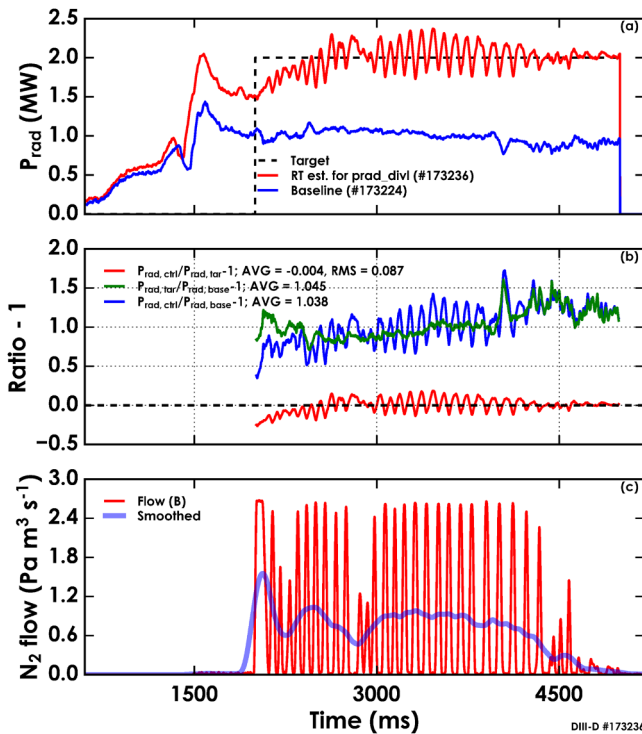 (a)
2.5
2.0
1.5
1.0
0.5
0.0
P_rad (MW)
Target
RT est. for prad_divl (#173236)
Baseline (#173224)
(b)
2.0
1.5
1.0
0.5
0.0
−0.5
Ratio - 1
P_rad,ctrl/P_rad,tar-1; AVG = -0.004, RMS = 0.087
P_rad,tar/P_rad,base-1; AVG = 1.045
P_rad,ctrl/P_rad,base-1; AVG = 1.038
(c)
3.0
2.4
1.8
1.2
0.6
0.0
N₂ flow (Pa m³ s⁻¹)
Flow (B)
Smoothed
1500 3000 4500
Time (ms)
DIII-D #173236